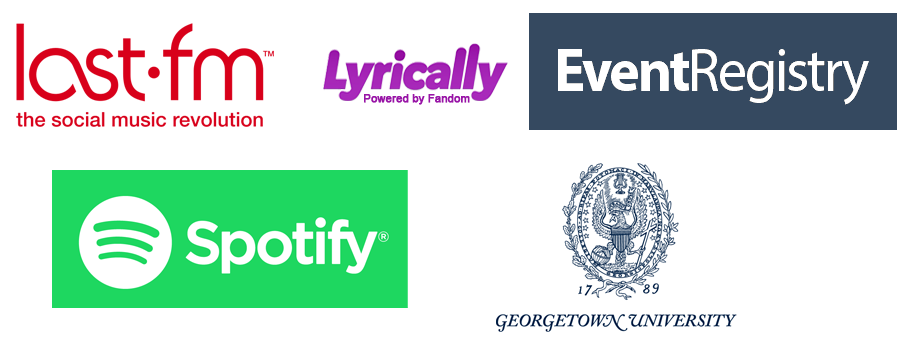 last·fm™
the social music revolution
Lyrically
Powered by Fandom
EventRegistry
Spotify®
17 89
GEORGETOWN UNIVERSITY